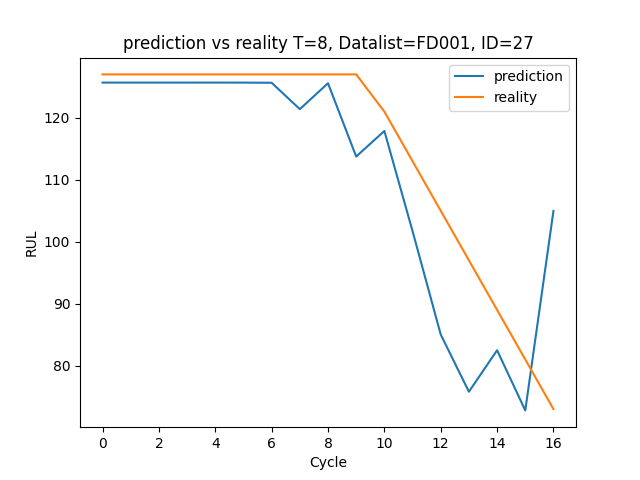 prediction vs reality T=8, Datalist=FD001, ID=27
prediction
reality
RUL
120
110
100
90
80
0 2 4 6 8 10 12 14 16
Cycle